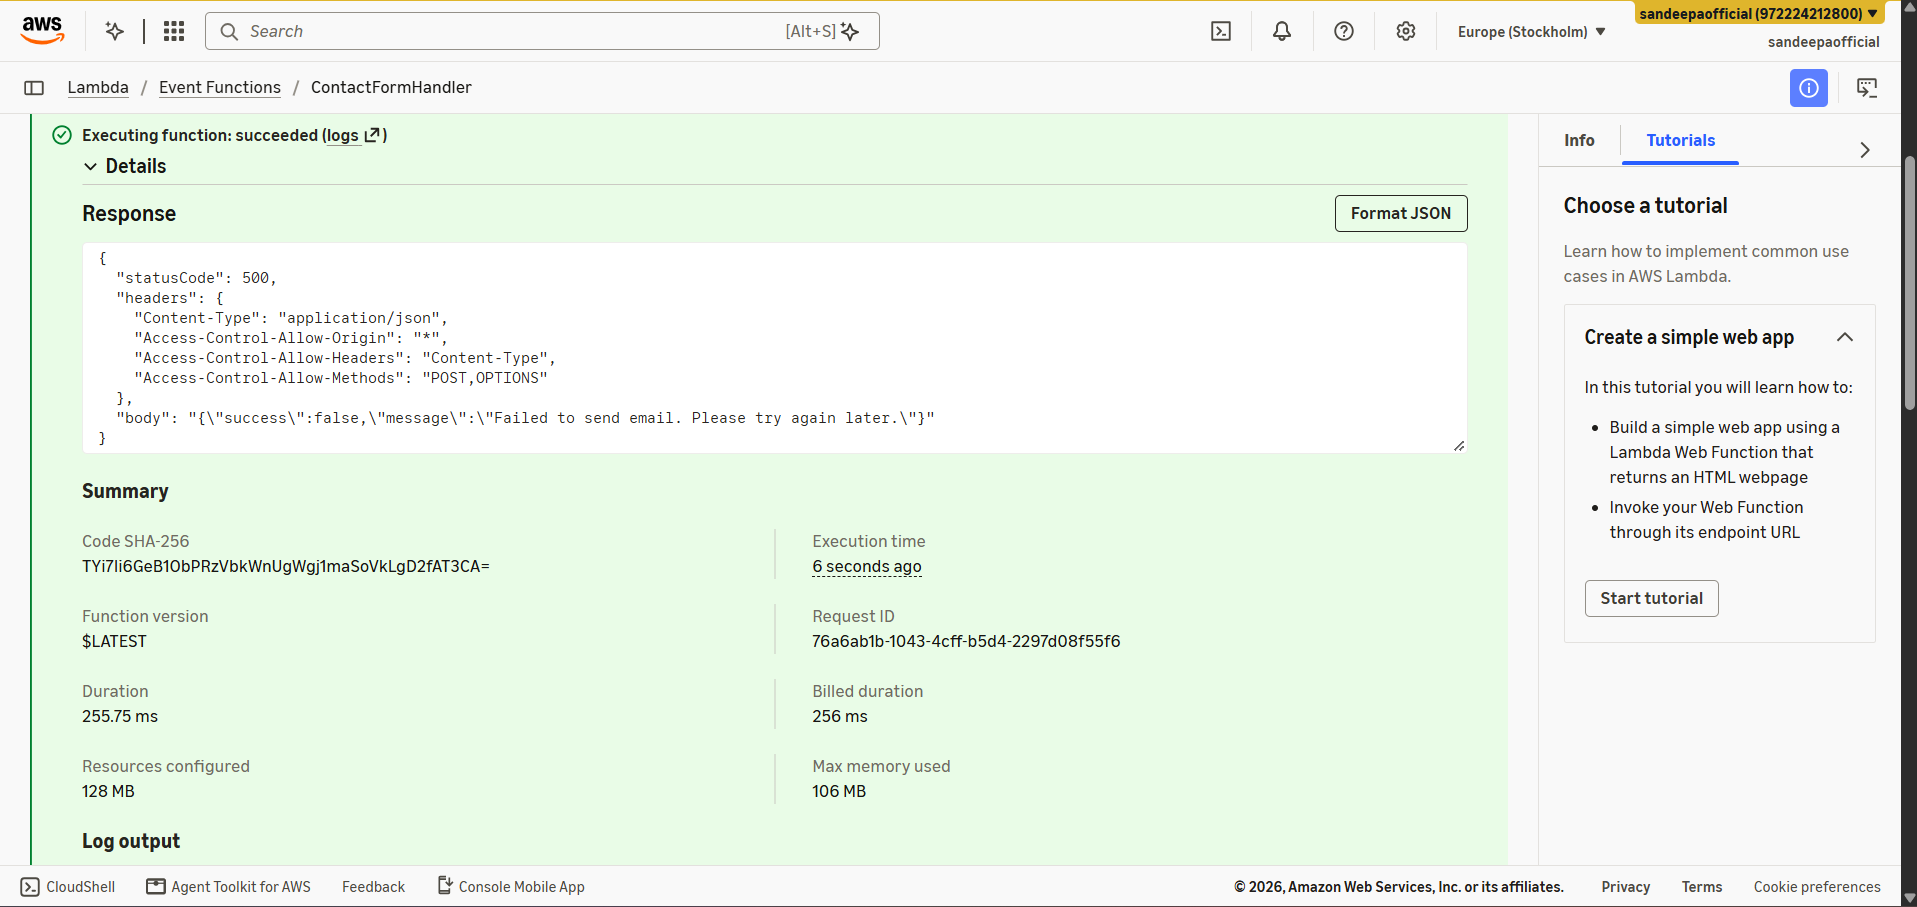 aws
Search
[Alt+S]
Europe (Stockholm)
sandeepaofficial (972224212800)
sandeepaofficial
Lambda / Event Functions / ContactFormHandler
Executing function: succeeded (logs)
Details
Response
Format JSON
{
"statusCode": 500,
"headers": {
"Content-Type": "application/json",
"Access-Control-Allow-Origin": "*",
"Access-Control-Allow-Headers": "Content-Type",
"Access-Control-Allow-Methods": "POST,OPTIONS"
},
"body": "{\"success\":false,\"message\":\"Failed to send email. Please try again later.\"}"
}
Summary
Code SHA-256
TYi7Ii6GeB1ObPRzVbkWnUgWgj1maSoVkLgD2fAT3CA=
Execution time
6 seconds ago
Function version
$LATEST
Request ID
76a6ab1b-1043-4cff-b5d4-2297d08f55f6
Duration
255.75 ms
Billed duration
256 ms
Resources configured
128 MB
Max memory used
106 MB
Log output
Info
Tutorials
Choose a tutorial
Learn how to implement common use
cases in AWS Lambda.
Create a simple web app
In this tutorial you will learn how to:
• Build a simple web app using a
Lambda Web Function that
returns an HTML webpage
• Invoke your Web Function
through its endpoint URL
Start tutorial
CloudShell
Agent Toolkit for AWS
Feedback
Console Mobile App
© 2026, Amazon Web Services, Inc. or its affiliates.
Privacy
Terms
Cookie preferences